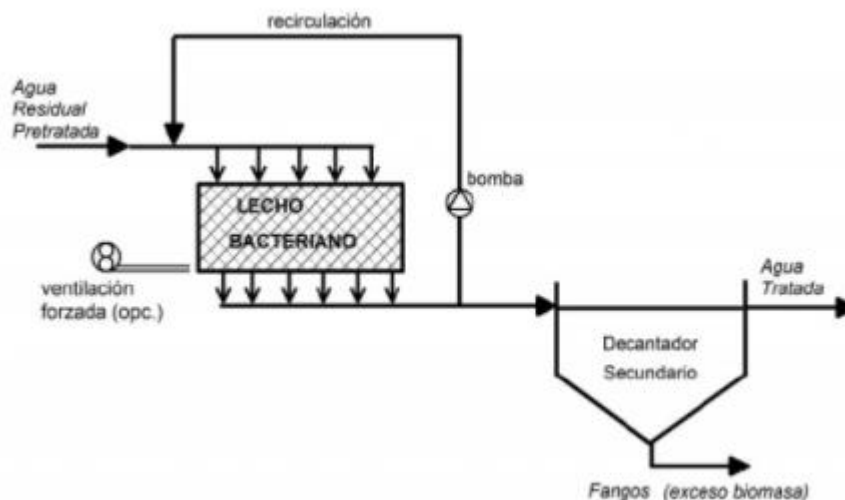 recirculación
Agua
Residual
Pretratada
bomba
LECHO
BACTERIANO
ventilación
forzada (opc.)
Agua
Tratada
Decantador
Secundario
Fangos (exceso biomasa)